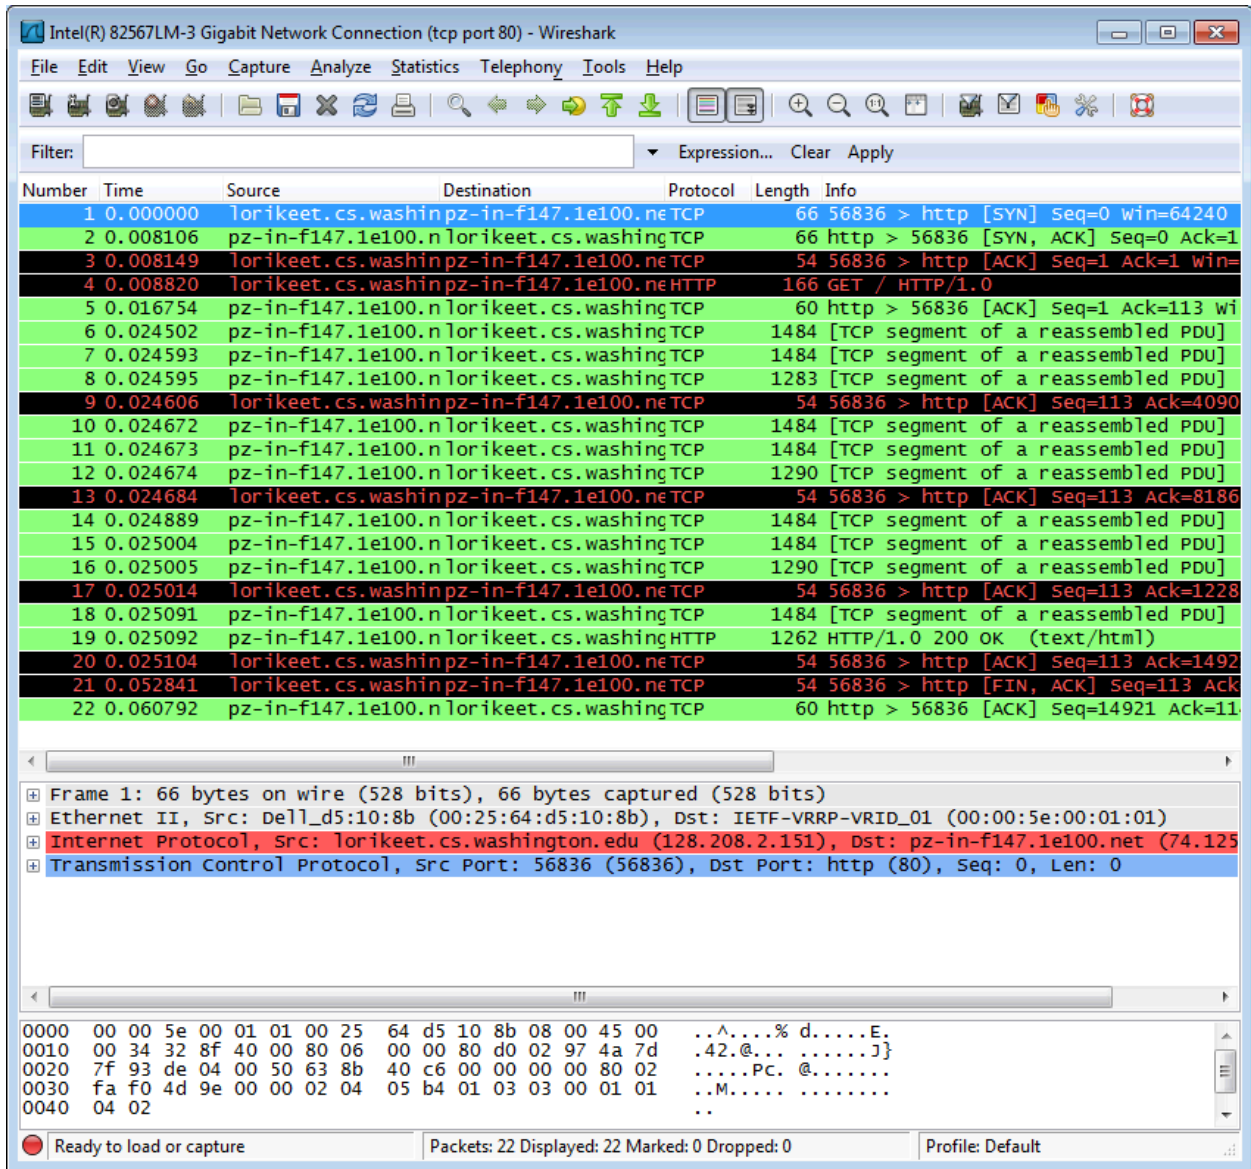 Intel(R) 82567LM-3 Gigabit Network Connection (tcp port 80) - Wireshark
File Edit View Go Capture Analyze Statistics Telephony Tools Help
Filter: Expression... Clear Apply
Number Time Source Destination Protocol Length Info
1 0.000000 lorikeet.cs.washin pz-in-f147.1e100.ne TCP 66 56836 > http [SYN] Seq=0 Win=64240
2 0.008106 pz-in-f147.1e100.n lorikeet.cs.washing TCP 66 http > 56836 [SYN, ACK] Seq=0 Ack=1
3 0.008149 lorikeet.cs.washin pz-in-f147.1e100.ne TCP 54 56836 > http [ACK] Seq=1 Ack=1 Win=
4 0.008820 lorikeet.cs.washin pz-in-f147.1e100.ne HTTP 166 GET / HTTP/1.0
5 0.016754 pz-in-f147.1e100.n lorikeet.cs.washing TCP 60 http > 56836 [ACK] Seq=1 Ack=113 Wi
6 0.024502 pz-in-f147.1e100.n lorikeet.cs.washing TCP 1484 [TCP segment of a reassembled PDU]
7 0.024593 pz-in-f147.1e100.n lorikeet.cs.washing TCP 1484 [TCP segment of a reassembled PDU]
8 0.024595 pz-in-f147.1e100.n lorikeet.cs.washing TCP 1283 [TCP segment of a reassembled PDU]
9 0.024606 lorikeet.cs.washin pz-in-f147.1e100.ne TCP 54 56836 > http [ACK] Seq=113 Ack=4090
10 0.024672 pz-in-f147.1e100.n lorikeet.cs.washing TCP 1484 [TCP segment of a reassembled PDU]
11 0.024673 pz-in-f147.1e100.n lorikeet.cs.washing TCP 1484 [TCP segment of a reassembled PDU]
12 0.024674 pz-in-f147.1e100.n lorikeet.cs.washing TCP 1290 [TCP segment of a reassembled PDU]
13 0.024684 lorikeet.cs.washin pz-in-f147.1e100.ne TCP 54 56836 > http [ACK] Seq=113 Ack=8186
14 0.024889 pz-in-f147.1e100.n lorikeet.cs.washing TCP 1484 [TCP segment of a reassembled PDU]
15 0.025004 pz-in-f147.1e100.n lorikeet.cs.washing TCP 1484 [TCP segment of a reassembled PDU]
16 0.025005 pz-in-f147.1e100.n lorikeet.cs.washing TCP 1290 [TCP segment of a reassembled PDU]
17 0.025014 lorikeet.cs.washin pz-in-f147.1e100.ne TCP 54 56836 > http [ACK] Seq=113 Ack=1228
18 0.025091 pz-in-f147.1e100.n lorikeet.cs.washing TCP 1484 [TCP segment of a reassembled PDU]
19 0.025092 pz-in-f147.1e100.n lorikeet.cs.washing HTTP 1262 HTTP/1.0 200 OK (text/html)
20 0.025104 lorikeet.cs.washin pz-in-f147.1e100.ne TCP 54 56836 > http [ACK] Seq=113 Ack=1492
21 0.052841 lorikeet.cs.washin pz-in-f147.1e100.ne TCP 54 56836 > http [FIN, ACK] Seq=113 Ack
22 0.060792 pz-in-f147.1e100.n lorikeet.cs.washing TCP 60 http > 56836 [ACK] Seq=14921 Ack=11
Frame 1: 66 bytes on wire (528 bits), 66 bytes captured (528 bits)
Ethernet II, Src: Dell_d5:10:8b (00:25:64:d5:10:8b), Dst: IETF-VRRP-VRID_01 (00:00:5e:00:01:01)
Internet Protocol, Src: lorikeet.cs.washington.edu (128.208.2.151), Dst: pz-in-f147.1e100.net (74.125
Transmission Control Protocol, Src Port: 56836 (56836), Dst Port: http (80), Seq: 0, Len: 0
0000 00 00 5e 00 01 01 00 25 64 d5 10 8b 08 00 45 00 ..^....% d.....E.
0010 00 34 32 8f 40 00 80 06 00 00 80 d0 02 97 4a 7d .42.@... ......J}
0020 7f 93 de 04 00 50 63 8b 40 c6 00 00 00 00 80 02 .....Pc. @.......
0030 fa f0 4d 9e 00 00 02 04 05 b4 01 03 03 00 01 01 ..M..... ........
0040 04 02 ..
Ready to load or capture Packets: 22 Displayed: 22 Marked: 0 Dropped: 0 Profile: Default